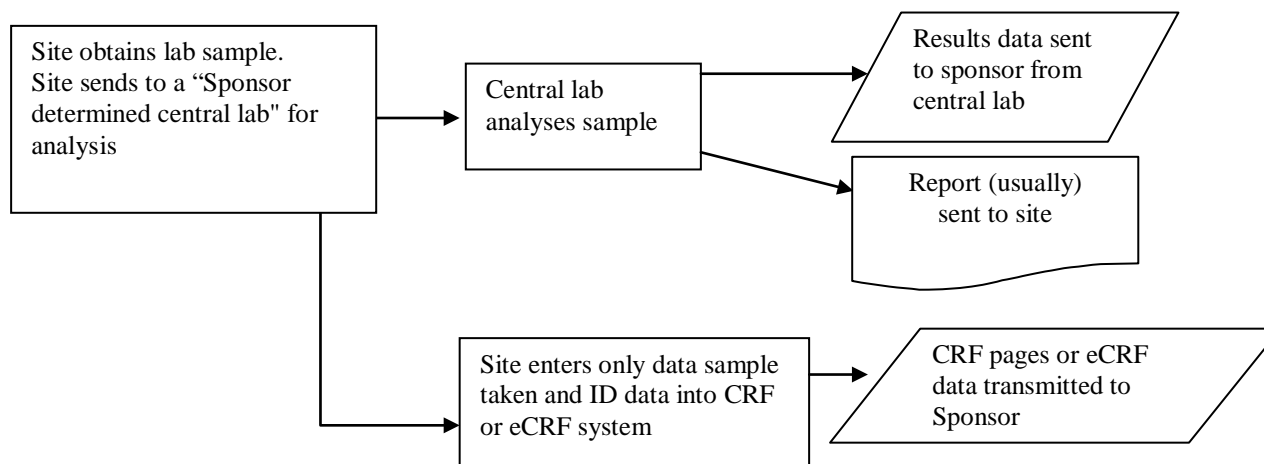 Site obtains lab sample.
Site sends to a “Sponsor
determined central lab" for
analysis
Central lab
analyses sample
Results data sent
to sponsor from
central lab
Report (usually)
sent to site
Site enters only data sample
taken and ID data into CRF
or eCRF system
CRF pages or eCRF
data transmitted to
Sponsor